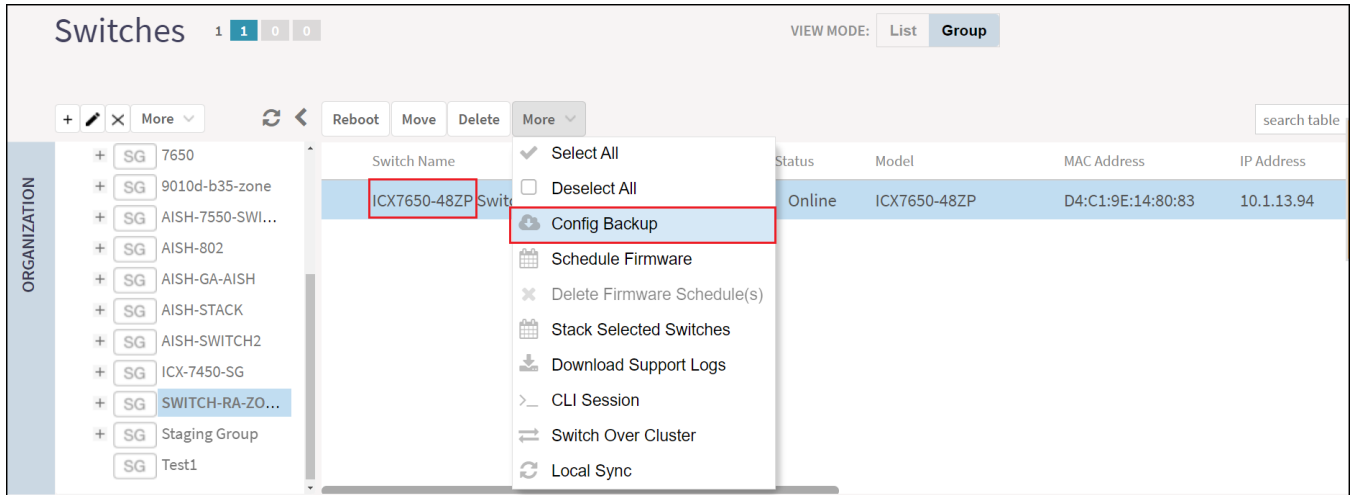 Switches 1 1 0 0
VIEW MODE: List Group
+ More
Reboot Move Delete More
search table
ORGANIZATION
+ SG 7650
+ SG 9010d-b35-zone
+ SG AISH-7550-SWI...
+ SG AISH-802
+ SG AISH-GA-AISH
+ SG AISH-STACK
+ SG AISH-SWITCH2
+ SG ICX-7450-SG
+ SG SWITCH-RA-ZO...
+ SG Staging Group
SG Test1
Switch Name Status Model MAC Address IP Address
ICX7650-48ZP Switc Online ICX7650-48ZP D4:C1:9E:14:80:83 10.1.13.94
Select All
Deselect All
Config Backup
Schedule Firmware
Delete Firmware Schedule(s)
Stack Selected Switches
Download Support Logs
CLI Session
Switch Over Cluster
Local Sync